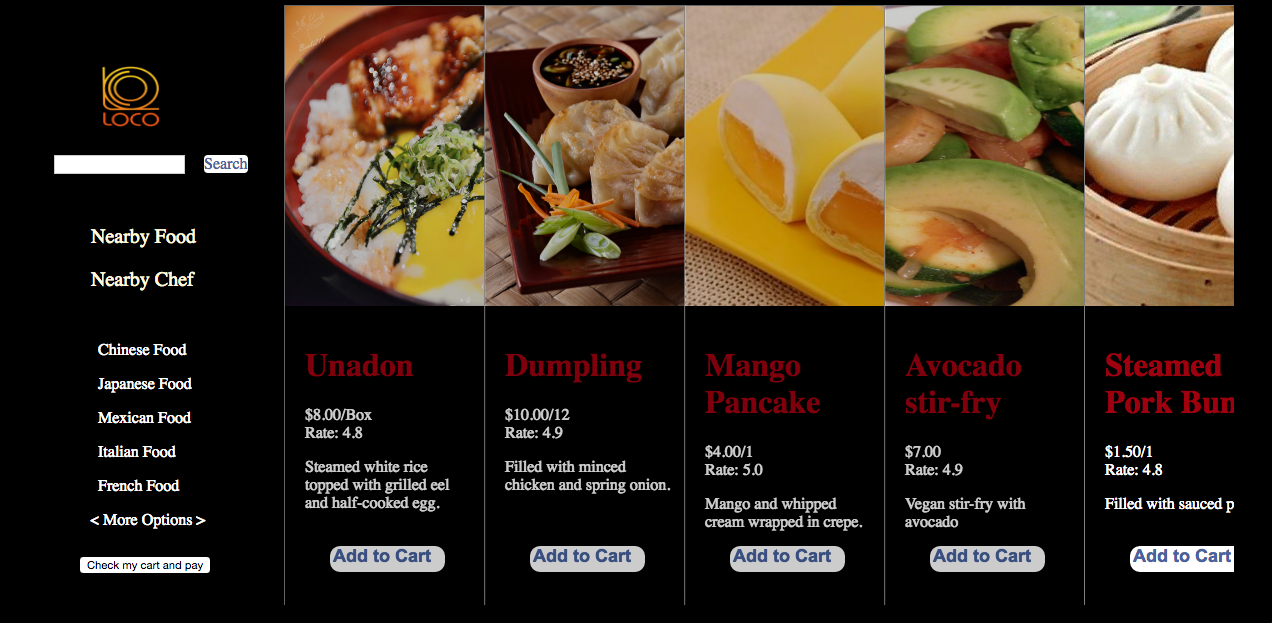 LOCO
Search
Nearby Food
Nearby Chef
Chinese Food
Japanese Food
Mexican Food
Italian Food
French Food
< More Options >
Check my cart and pay
Unadon
$8.00/Box
Rate: 4.8
Steamed white rice
topped with grilled eel
and half-cooked egg.
Add to Cart
Dumpling
$10.00/12
Rate: 4.9
Filled with minced
chicken and spring onion.
Add to Cart
Mango
Pancake
$4.00/1
Rate: 5.0
Mango and whipped
cream wrapped in crepe.
Add to Cart
Avocado
stir-fry
$7.00
Rate: 4.9
Vegan stir-fry with
avocado
Add to Cart
Steamed
Pork Bun
$1.50/1
Rate: 4.8
Filled with sauced p
Add to Cart